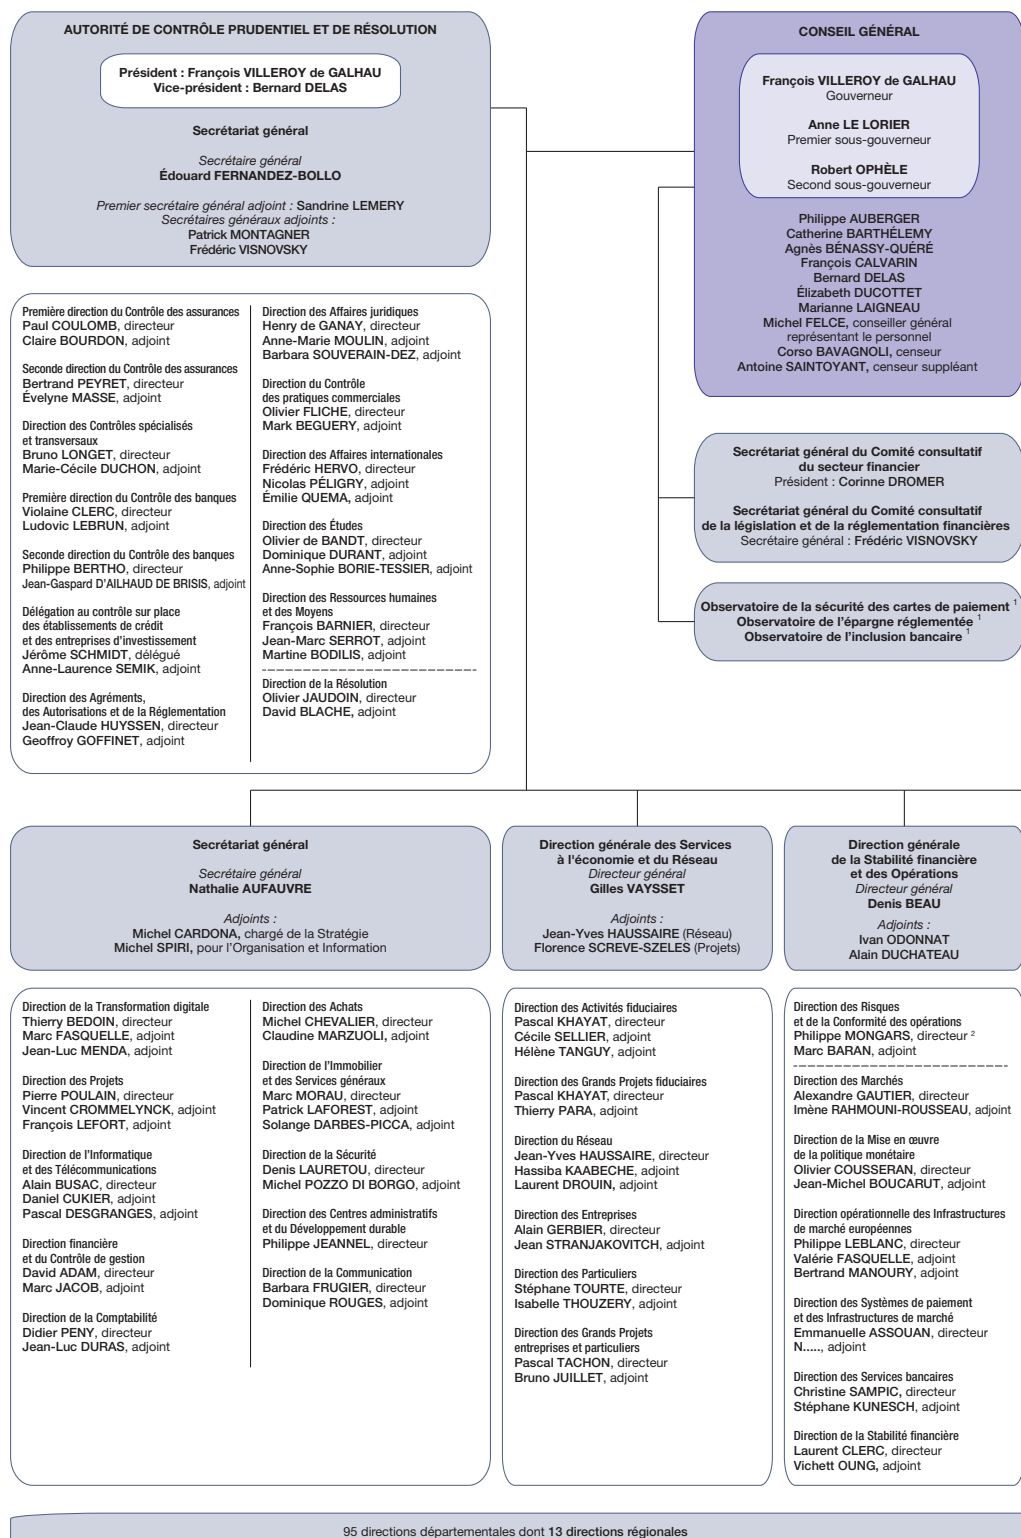 AUTORITÉ DE CONTRÔLE PRUDENTIEL ET DE RÉSOLUTION
Président : François VILLEROY de GALHAU
Vice-président : Bernard DELAS
Secrétariat général
Secrétaire général
Édouard FERNANDEZ-BOLLO
Premier secrétaire général adjoint : Sandrine LEMERY
Secrétaires généraux adjoints :
Patrick MONTAGNER
Frédéric VISNOVSKY
Première direction du Contrôle des assurances
Paul COULOMB, directeur
Claire BOURDON, adjoint
Seconde direction du Contrôle des assurances
Bertrand PEYRET, directeur
Évelyne MASSE, adjoint
Direction des Contrôles spécialisés
et transversaux
Bruno LONGET, directeur
Marie-Cécile DUCHON, adjoint
Première direction du Contrôle des banques
Violaine CLERC, directeur
Ludovic LEBRUN, adjoint
Seconde direction du Contrôle des banques
Philippe BERTHO, directeur
Jean-Gaspard D'AILHAUD DE BRISIS, adjoint
Délégation au contrôle sur place
des établissements de crédit
et des entreprises d'investissement
Jérôme SCHMIDT, délégué
Anne-Laurence SEMIK, adjoint
Direction des Agréments,
des Autorisations et de la Réglementation
Jean-Claude HUYSSEN, directeur
Geoffroy GOFFINET, adjoint
Direction des Affaires juridiques
Henry de GANAY, directeur
Anne-Marie MOULIN, adjoint
Barbara SOUVERAIN-DEZ, adjoint
Direction du Contrôle
des pratiques commerciales
Olivier FLICHE, directeur
Mark BEGUERY, adjoint
Direction des Affaires internationales
Frédéric HERVO, directeur
Nicolas PÉLIGRY, adjoint
Émilie QUEMA, adjoint
Direction des Études
Olivier de BANDT, directeur
Dominique DURANT, adjoint
Anne-Sophie BORIE-TESSIER, adjoint
Direction des Ressources humaines
et des Moyens
François BARNIER, directeur
Jean-Marc SERROT, adjoint
Martine BODILIS, adjoint
Direction de la Résolution
Olivier JAUDOIN, directeur
David BLACHE, adjoint
CONSEIL GÉNÉRAL
François VILLEROY de GALHAU
Gouverneur
Anne LE LORIER
Premier sous-gouverneur
Robert OPHÈLE
Second sous-gouverneur
Philippe AUBERGER
Catherine BARTHÉLEMY
Agnès BÉNASSY-QUÉRÉ
François CALVARIN
Bernard DELAS
Élizabeth DUCOTTET
Marianne LAIGNEAU
Michel FELCE, conseiller général
représentant le personnel
Corso BAVAGNOLI, censeur
Antoine SAINTOYANT, censeur suppléant
Secrétariat général du Comité consultatif
du secteur financier
Président : Corinne DROMER
Secrétariat général du Comité consultatif
de la législation et de la réglementation financières
Secrétaire général : Frédéric VISNOVSKY
Observatoire de la sécurité des cartes de paiement 1
Observatoire de l'épargne réglementée 1
Observatoire de l'inclusion bancaire 1
Secrétariat général
Secrétaire général
Nathalie AUFAUVRE
Adjoints :
Michel CARDONA, chargé de la Stratégie
Michel SPIRI, pour l'Organisation et Information
Direction de la Transformation digitale
Thierry BEDOIN, directeur
Marc FASQUELLE, adjoint
Jean-Luc MENDA, adjoint
Direction des Projets
Pierre POULAIN, directeur
Vincent CROMMELYNCK, adjoint
François LEFORT, adjoint
Direction de l'Informatique
et des Télécommunications
Alain BUSAC, directeur
Daniel CUKIER, adjoint
Pascal DESGRANGES, adjoint
Direction financière
et du Contrôle de gestion
David ADAM, directeur
Marc JACOB, adjoint
Direction de la Comptabilité
Didier PENY, directeur
Jean-Luc DURAS, adjoint
Direction des Achats
Michel CHEVALIER, directeur
Claudine MARZUOLI, adjoint
Direction de l'Immobilier
et des Services généraux
Marc MORAU, directeur
Patrick LAFOREST, adjoint
Solange DARBES-PICCA, adjoint
Direction de la Sécurité
Denis LAURETOU, directeur
Michel POZZO DI BORGO, adjoint
Direction des Centres administratifs
et du Développement durable
Philippe JEANNEL, directeur
Direction de la Communication
Barbara FRUGIER, directeur
Dominique ROUGES, adjoint
Direction générale des Services
à l'économie et du Réseau
Directeur général
Gilles VAYSSET
Adjoints :
Jean-Yves HAUSSAIRE (Réseau)
Florence SCREVE-SZELES (Projets)
Direction des Activités fiduciaires
Pascal KHAYAT, directeur
Cécile SELLIER, adjoint
Hélène TANGUY, adjoint
Direction des Grands Projets fiduciaires
Pascal KHAYAT, directeur
Thierry PARA, adjoint
Direction du Réseau
Jean-Yves HAUSSAIRE, directeur
Hassiba KAABECHE, adjoint
Laurent DROUIN, adjoint
Direction des Entreprises
Alain GERBIER, directeur
Jean STRANJAKOVITCH, adjoint
Direction des Particuliers
Stéphane TOURTE, directeur
Isabelle THOUZERY, adjoint
Direction des Grands Projets
entreprises et particuliers
Pascal TACHON, directeur
Bruno JUILLET, adjoint
Direction générale
de la Stabilité financière
et des Opérations
Directeur général
Denis BEAU
Adjoints :
Ivan ODONNAT
Alain DUCHATEAU
Direction des Risques
et de la Conformité des opérations
Philippe MONGARS, directeur 2
Marc BARAN, adjoint
Direction des Marchés
Alexandre GAUTIER, directeur
Imène RAHMOUNI-ROUSSEAU, adjoint
Direction de la Mise en œuvre
de la politique monétaire
Olivier COUSSERAN, directeur
Jean-Michel BOUCARUT, adjoint
Direction opérationnelle des Infrastructures
de marché européennes
Philippe LEBLANC, directeur
Valérie FASQUELLE, adjoint
Bertrand MANOURY, adjoint
Direction des Systèmes de paiement
et des Infrastructures de marché
Emmanuelle ASSOUAN, directeur
N....., adjoint
Direction des Services bancaires
Christine SAMPIC, directeur
Stéphane KUNESCH, adjoint
Direction de la Stabilité financière
Laurent CLERC, directeur
Vichett OUNG, adjoint
95 directions départementales dont 13 directions régionales